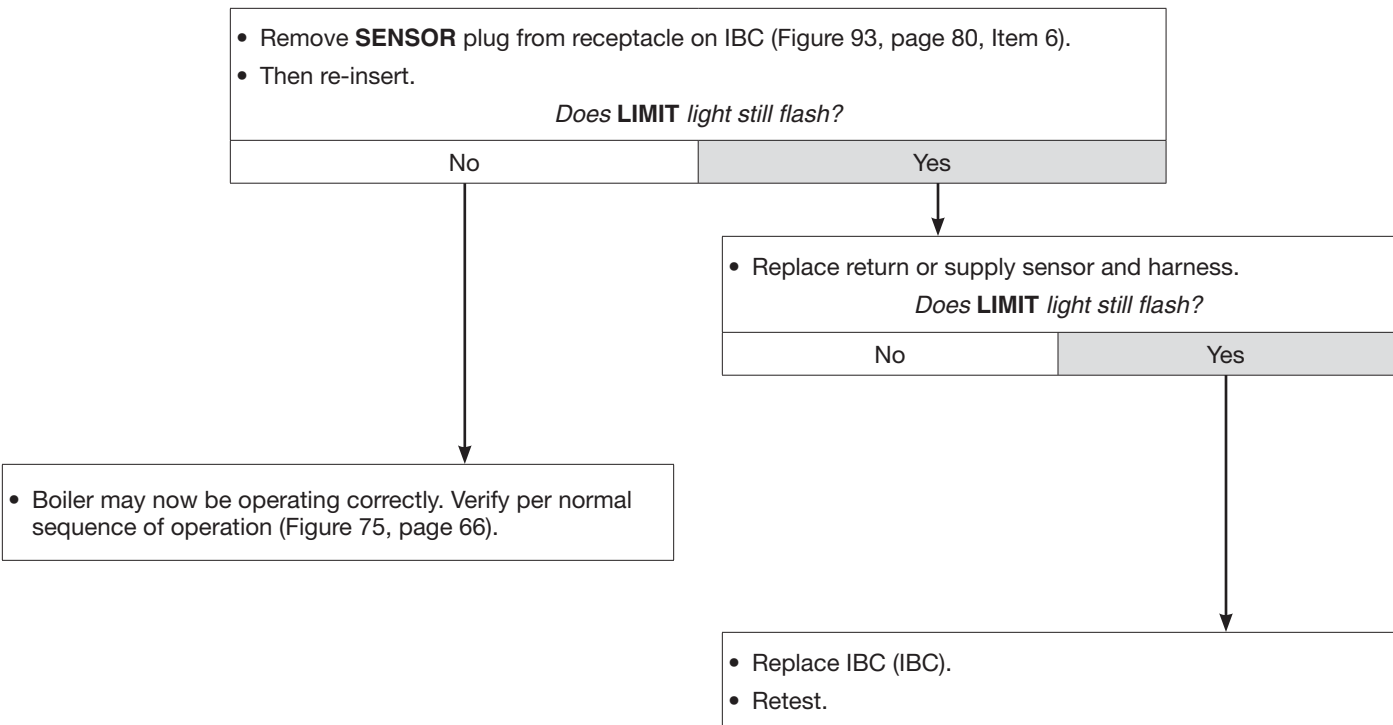 • Remove SENSOR plug from receptacle on IBC (Figure 93, page 80, Item 6).
• Then re-insert.
Does LIMIT light still flash?
No
Yes
• Replace return or supply sensor and harness.
Does LIMIT light still flash?
No
Yes
• Boiler may now be operating correctly. Verify per normal
sequence of operation (Figure 75, page 66).
• Replace IBC (IBC).
• Retest.